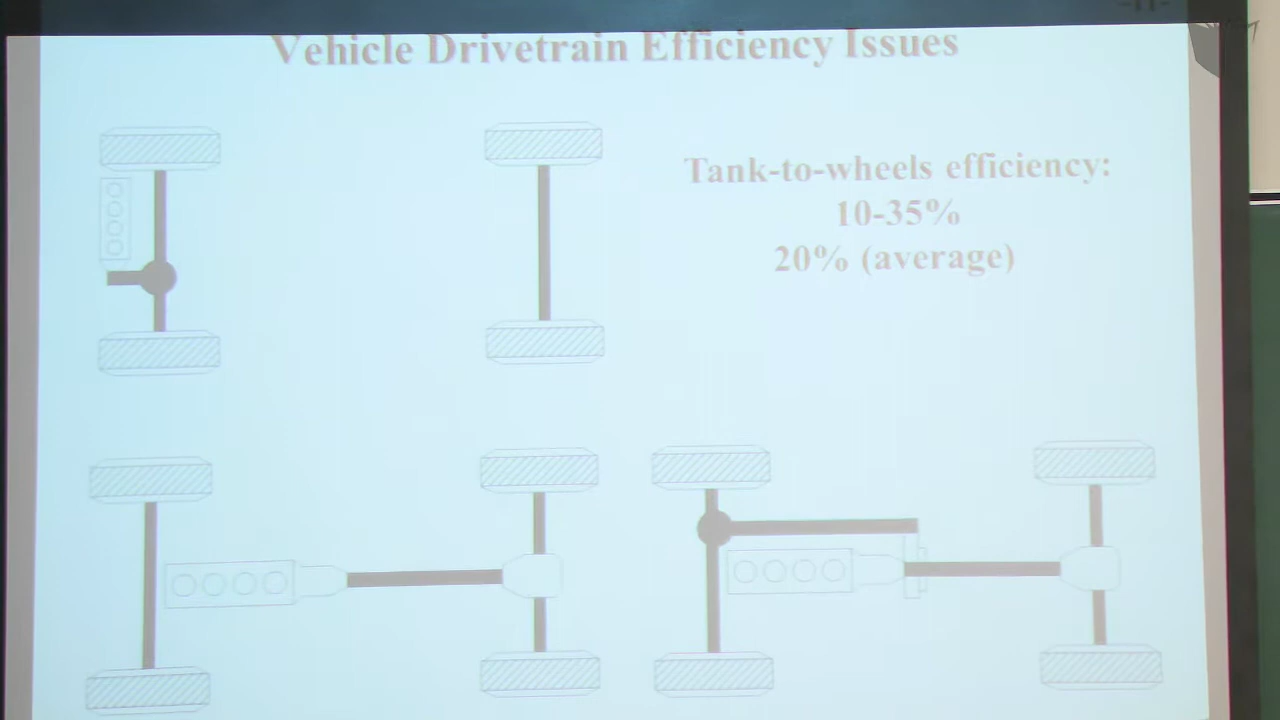 Vehicle Drivetrain Efficiency Issues
Tank-to-wheels efficiency:
10-35%
20% (average)